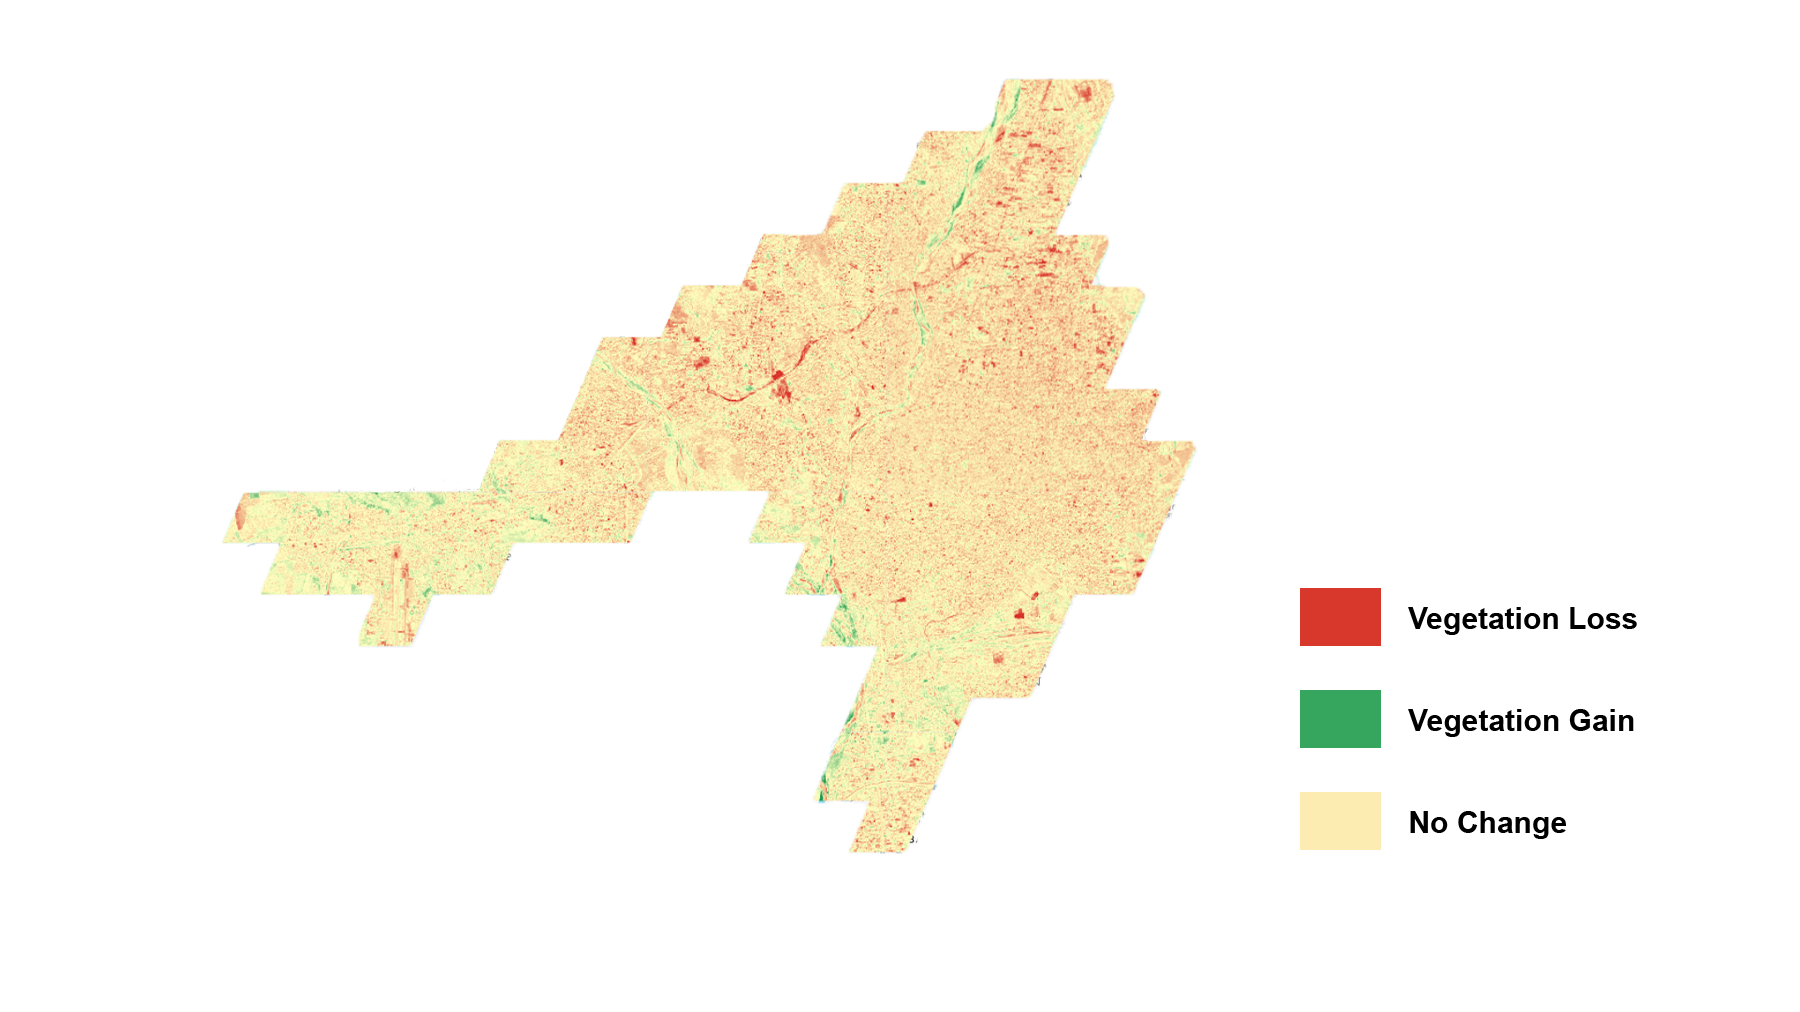 Vegetation Loss
Vegetation Gain
No Change